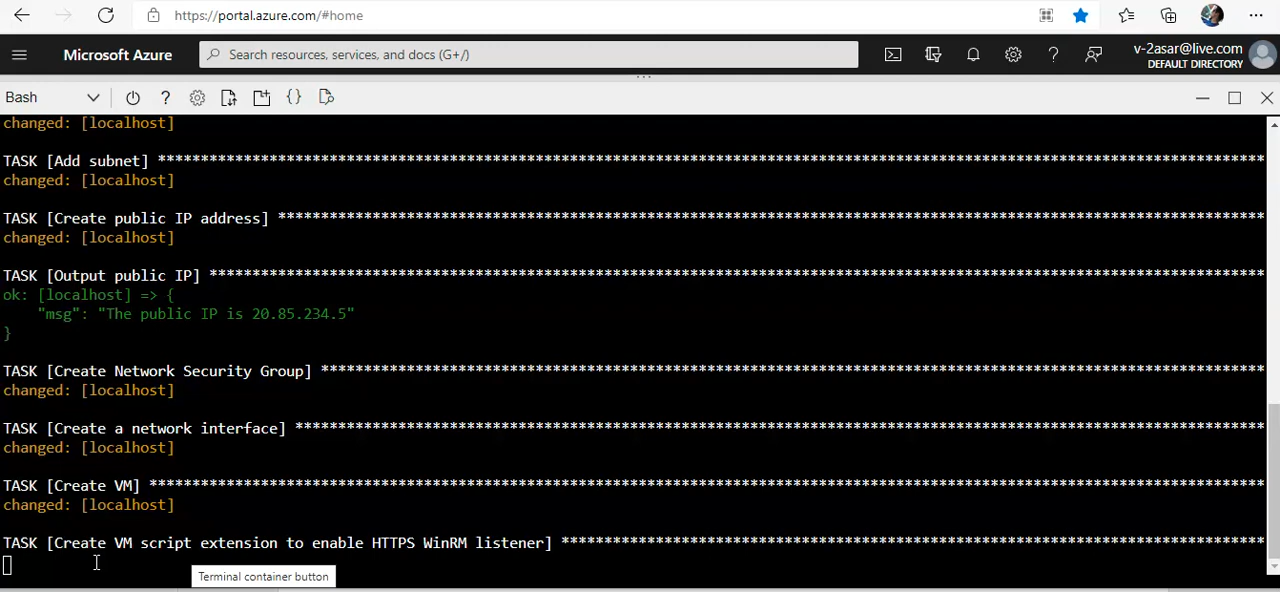 https://portal.azure.com/#home
Microsoft Azure
Search resources, services, and docs (G+/)
v-2asar@live.com
DEFAULT DIRECTORY
Bash
changed: [localhost]
TASK [Add subnet] *********************************************************************************************************************************
changed: [localhost]
TASK [Create public IP address] *******************************************************************************************************************
changed: [localhost]
TASK [Output public IP] ***************************************************************************************************************************
ok: [localhost] => {
"msg": "The public IP is 20.85.234.5"
}
TASK [Create Network Security Group] **************************************************************************************************************
changed: [localhost]
TASK [Create a network interface] *****************************************************************************************************************
changed: [localhost]
TASK [Create VM] **********************************************************************************************************************************
changed: [localhost]
TASK [Create VM script extension to enable HTTPS WinRM listener] **********************************************************************************
Terminal container button